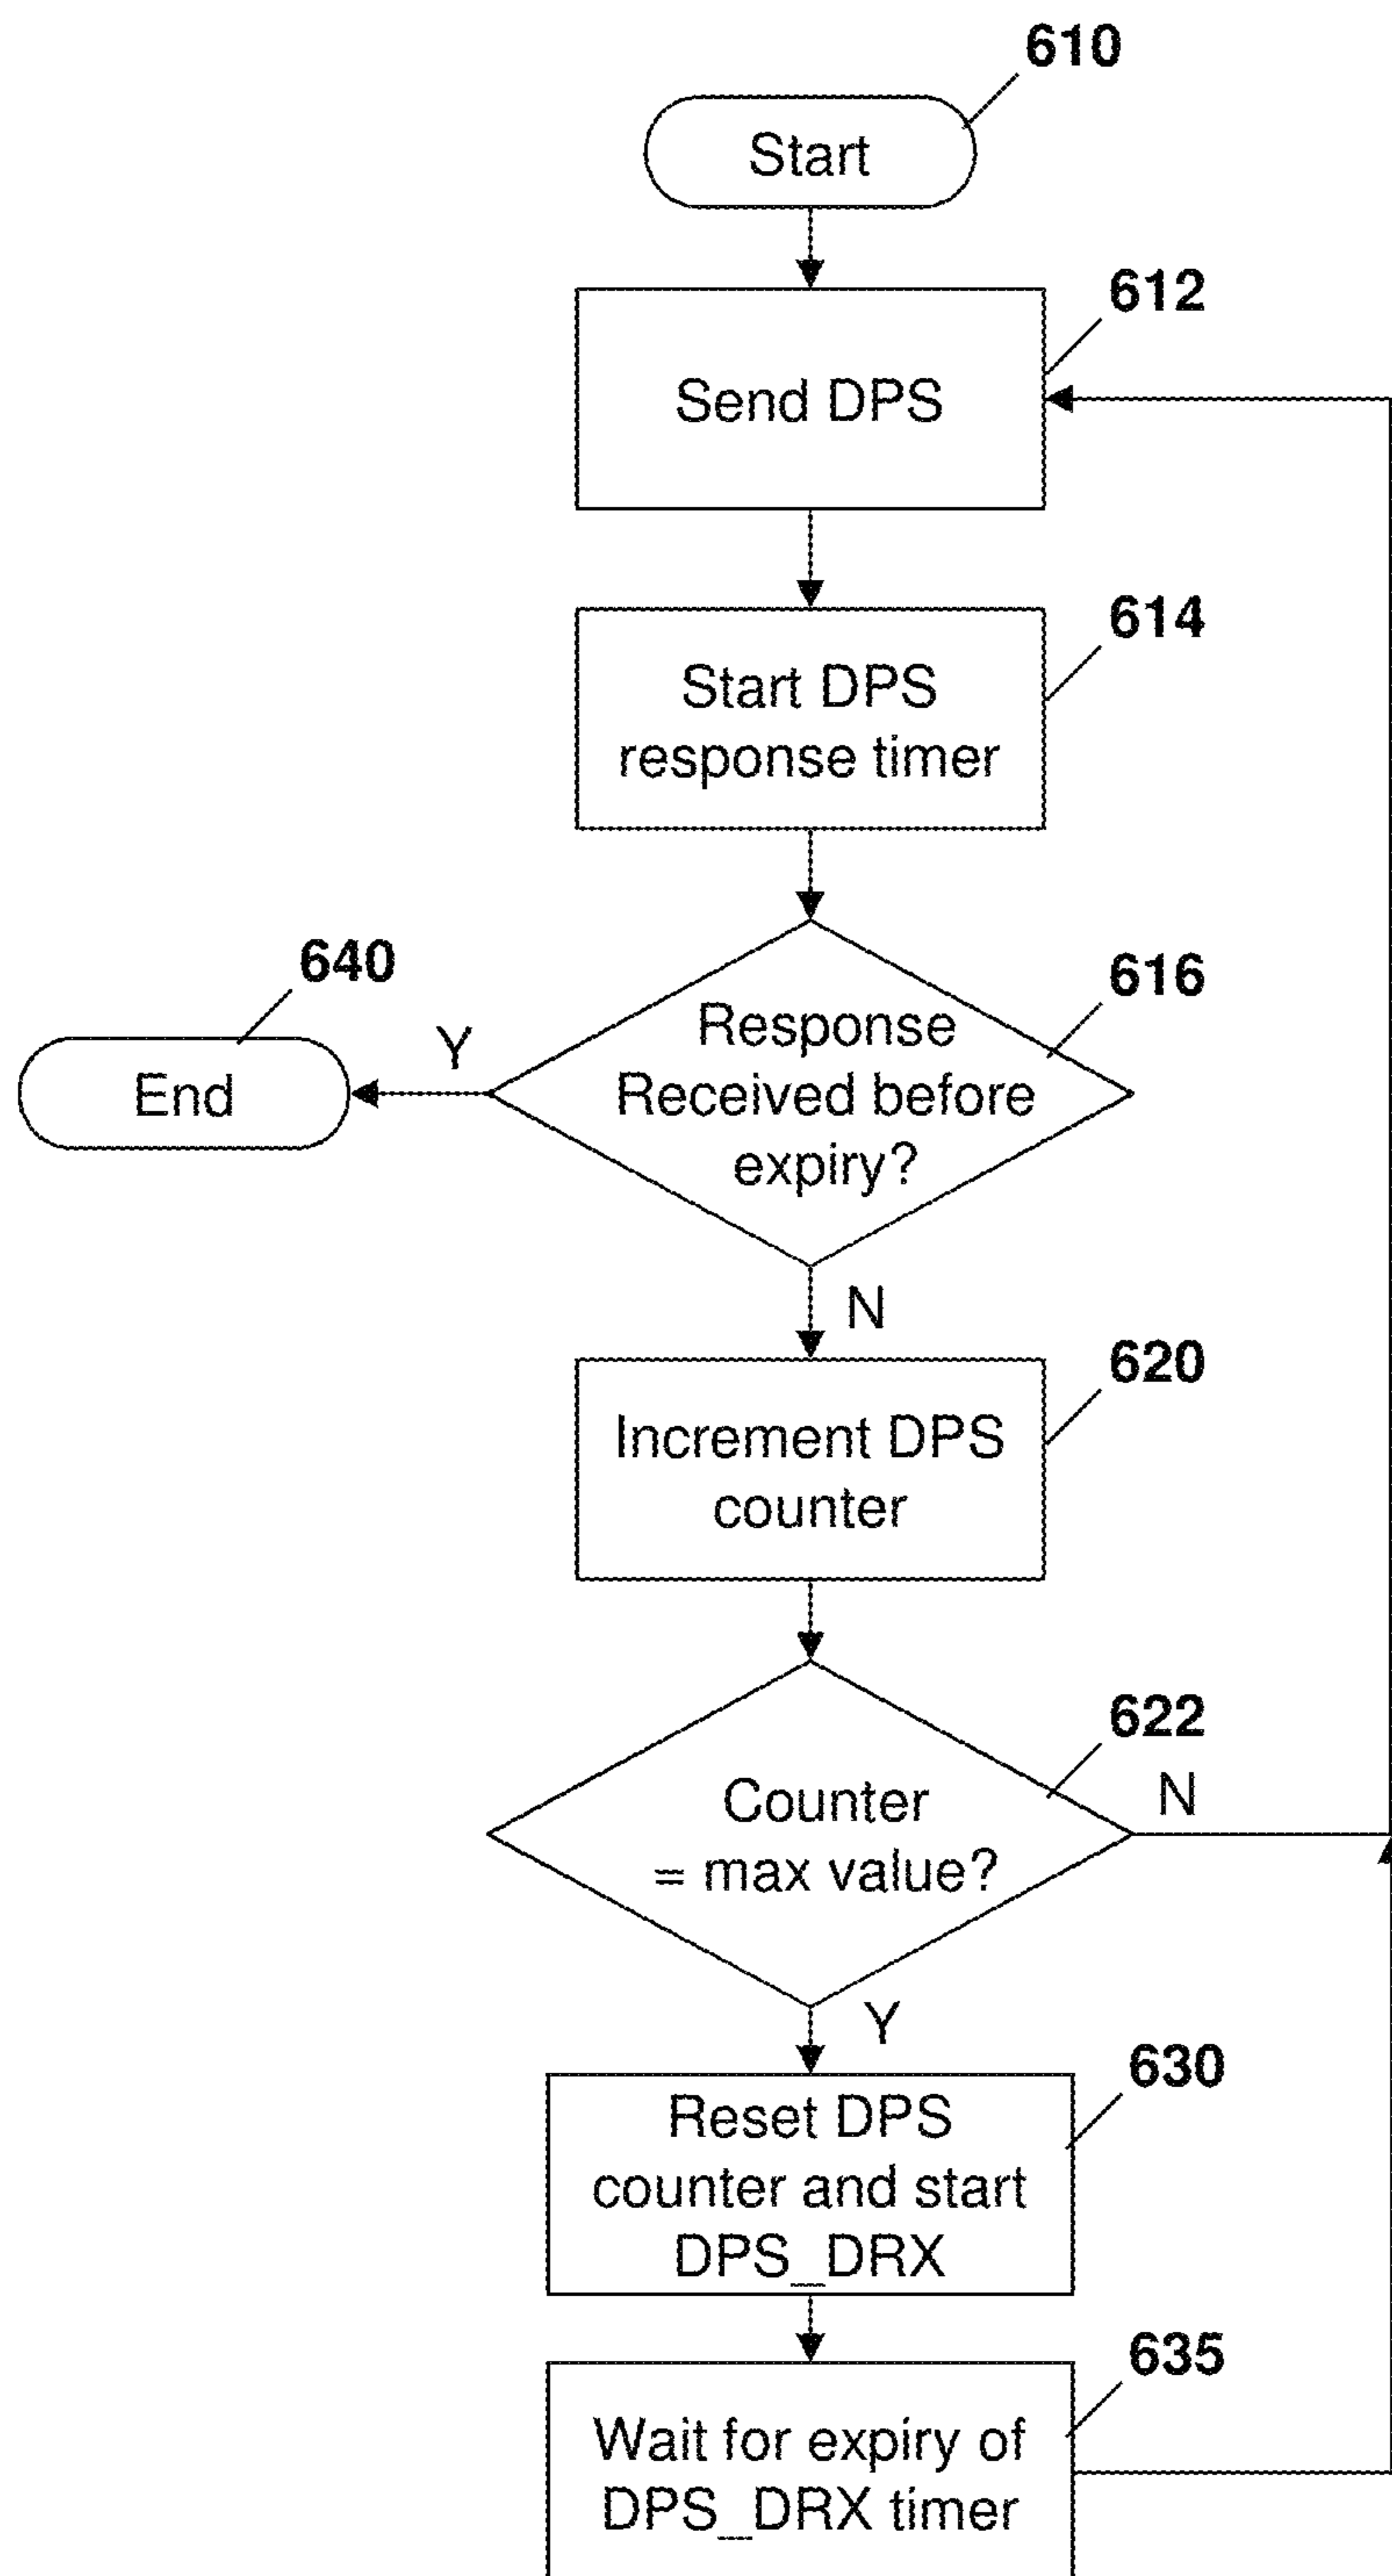 610
Start
612
Send DPS
614
Start DPS
response timer
640
616
Y
Response
Received before
expiry?
End
N
620
Increment DPS
counter
622
N
Counter
= max value?
Y
630
Reset DPS
counter and start
DPS_DRX
635
Wait for expiry of
DPS_DRX timer